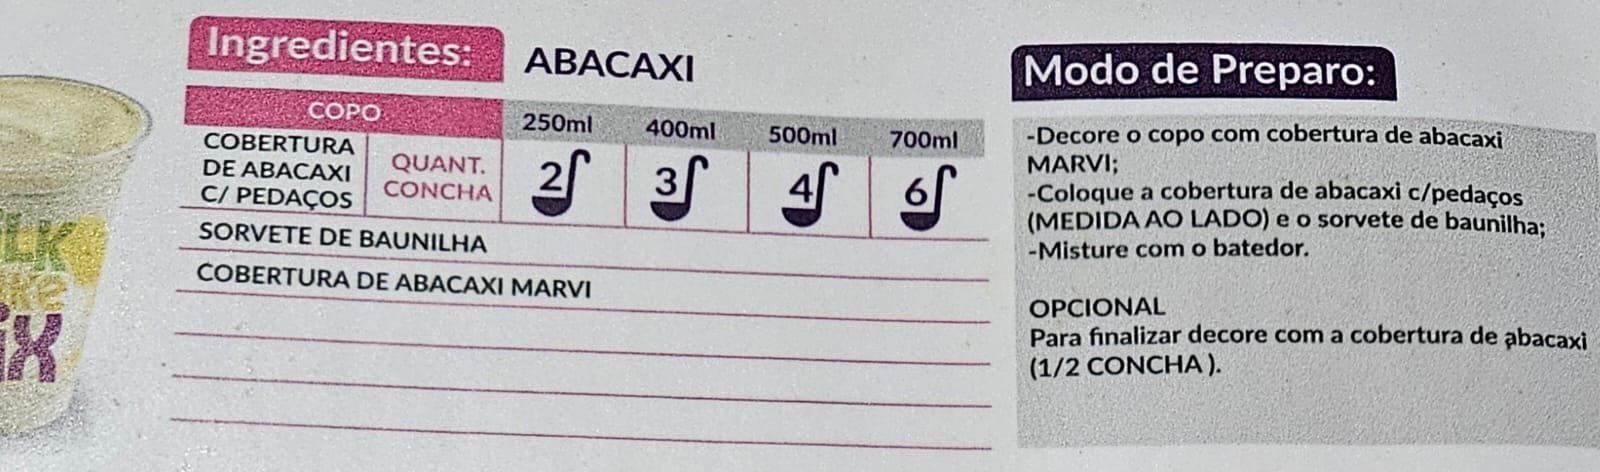 Ingredientes:
ABACAXI
COPO
250ml
400ml
500ml
700ml
COBERTURA
DE ABACAXI
C/ PEDAÇOS
QUANT.
CONCHA
2
3
4
6
SORVETE DE BAUNILHA
COBERTURA DE ABACAXI MARVI
Modo de Preparo:
-Decore o copo com cobertura de abacaxi
MARVI;
-Coloque a cobertura de abacaxi c/pedaços
(MEDIDA AO LADO) e o sorvete de baunilha;
-Misture com o batedor.
OPCIONAL
Para finalizar decore com a cobertura de abacaxi
(1/2 CONCHA ).